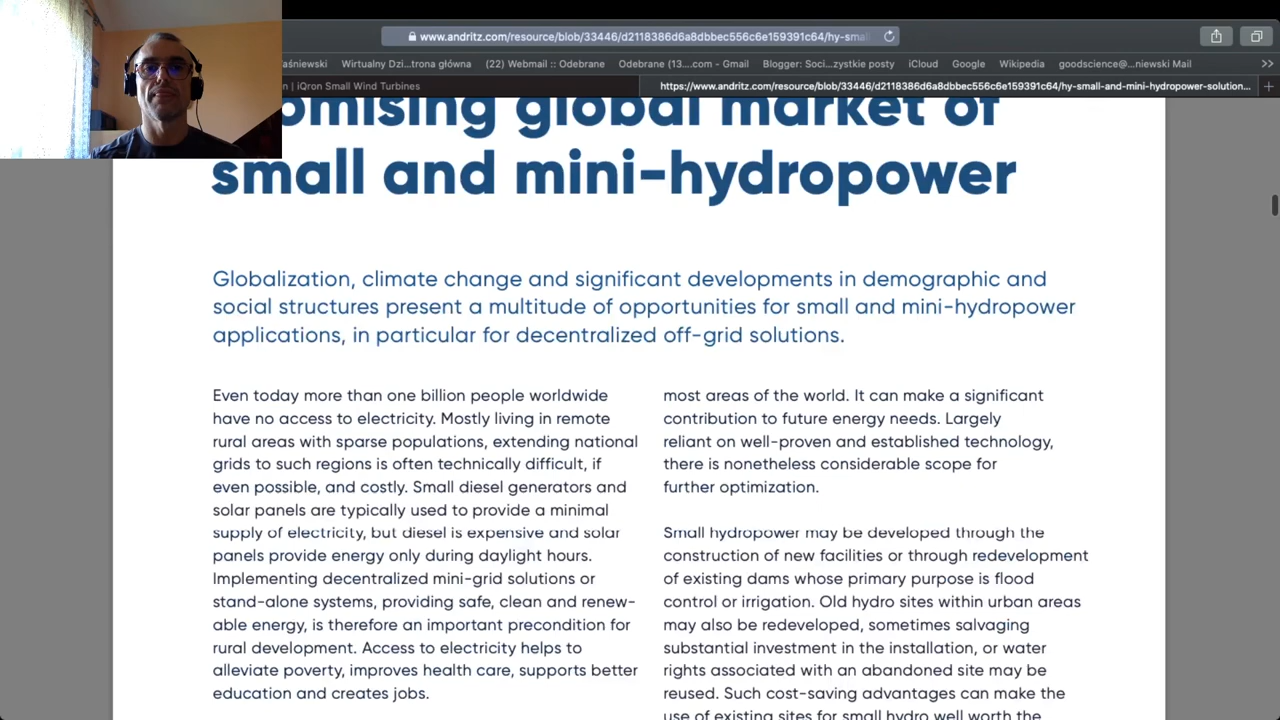 www.andritz.com/resource/blob/33446/d2118386d6a8dbbec556c6e159391c64/hy-smal
aśniewski Wirtualny Dzi...trona główna (22) Webmail :: Odebrane Odebrane (13....com - Gmail Blogger: Soci...zystkie posty iCloud Google Wikipedia goodscience@...niewski Mail >>
n | iQron Small Wind Turbines https://www.andritz.com/resource/blob/33446/d2118386d6a8dbbec556c6e159391c64/hy-small-and-mini-hydropower-solution... +
omising global market of
small and mini-hydropower
Globalization, climate change and significant developments in demographic and
social structures present a multitude of opportunities for small and mini-hydropower
applications, in particular for decentralized off-grid solutions.
Even today more than one billion people worldwide
have no access to electricity. Mostly living in remote
rural areas with sparse populations, extending national
grids to such regions is often technically difficult, if
even possible, and costly. Small diesel generators and
solar panels are typically used to provide a minimal
supply of electricity, but diesel is expensive and solar
panels provide energy only during daylight hours.
Implementing decentralized mini-grid solutions or
stand-alone systems, providing safe, clean and renew-
able energy, is therefore an important precondition for
rural development. Access to electricity helps to
alleviate poverty, improves health care, supports better
education and creates jobs.
most areas of the world. It can make a significant
contribution to future energy needs. Largely
reliant on well-proven and established technology,
there is nonetheless considerable scope for
further optimization.
Small hydropower may be developed through the
construction of new facilities or through redevelopment
of existing dams whose primary purpose is flood
control or irrigation. Old hydro sites within urban areas
may also be redeveloped, sometimes salvaging
substantial investment in the installation, or water
rights associated with an abandoned site may be
reused. Such cost-saving advantages can make the
use of existing sites for small hydro well worth the